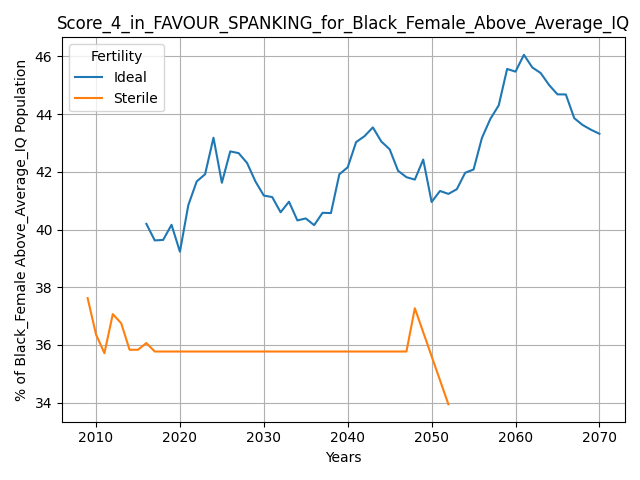 Score_4_in_FAVOUR_SPANKING_for_Black_Female_Above_Average_IQ
Fertility
Ideal
Sterile
% of Black_Female Above_Average_IQ Population
46
44
42
40
38
36
34
2010 2020 2030 2040 2050 2060 2070
Years